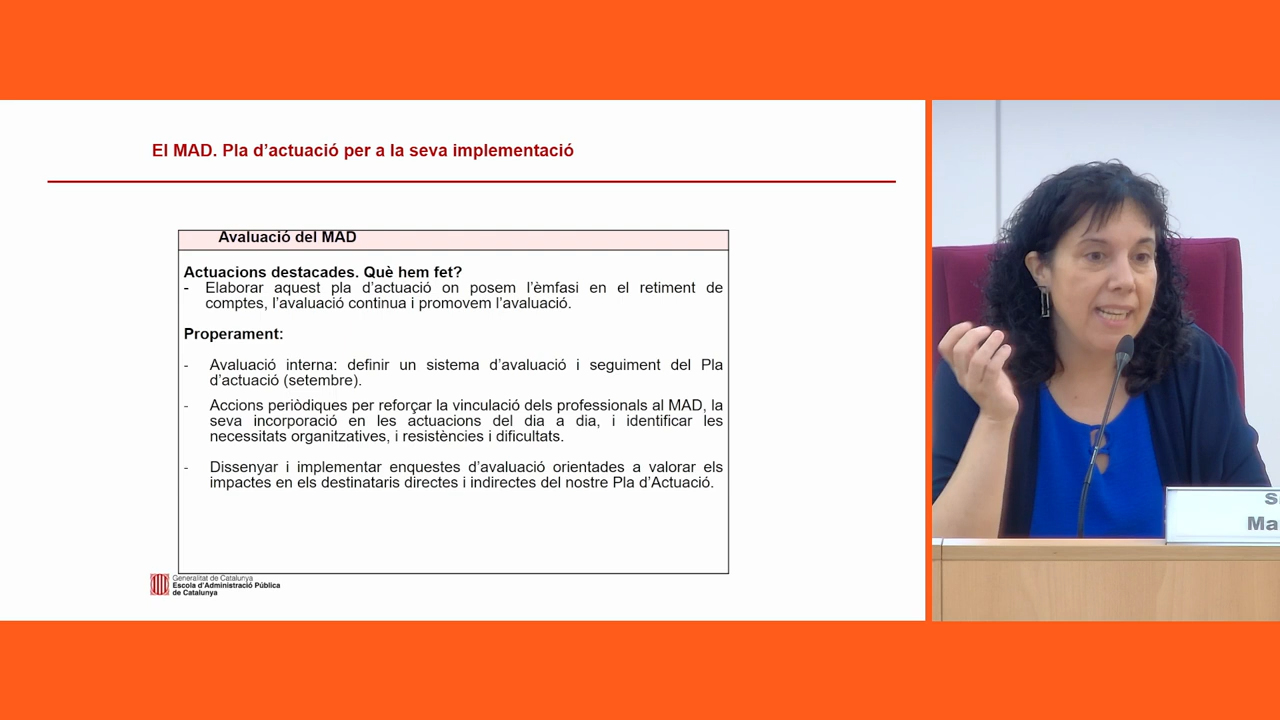 El MAD. Pla d’actuació per a la seva implementació
Avaluació del MAD
Actuacions destacades. Què hem fet?
- Elaborar aquest pla d’actuació on posem l’èmfasi en el retiment de
comptes, l’avaluació continua i promovem l’avaluació.
Properament:
- Avaluació interna: definir un sistema d’avaluació i seguiment del Pla
d’actuació (setembre).
- Accions periòdiques per reforçar la vinculació dels professionals al MAD, la
seva incorporació en les actuacions del dia a dia, i identificar les
necessitats organitzatives, i resistències i dificultats.
- Dissenyar i implementar enquestes d’avaluació orientades a valorar els
impactes en els destinataris directes i indirectes del nostre Pla d’Actuació.
Generalitat de Catalunya
Escola d’Administració Pública
de Catalunya